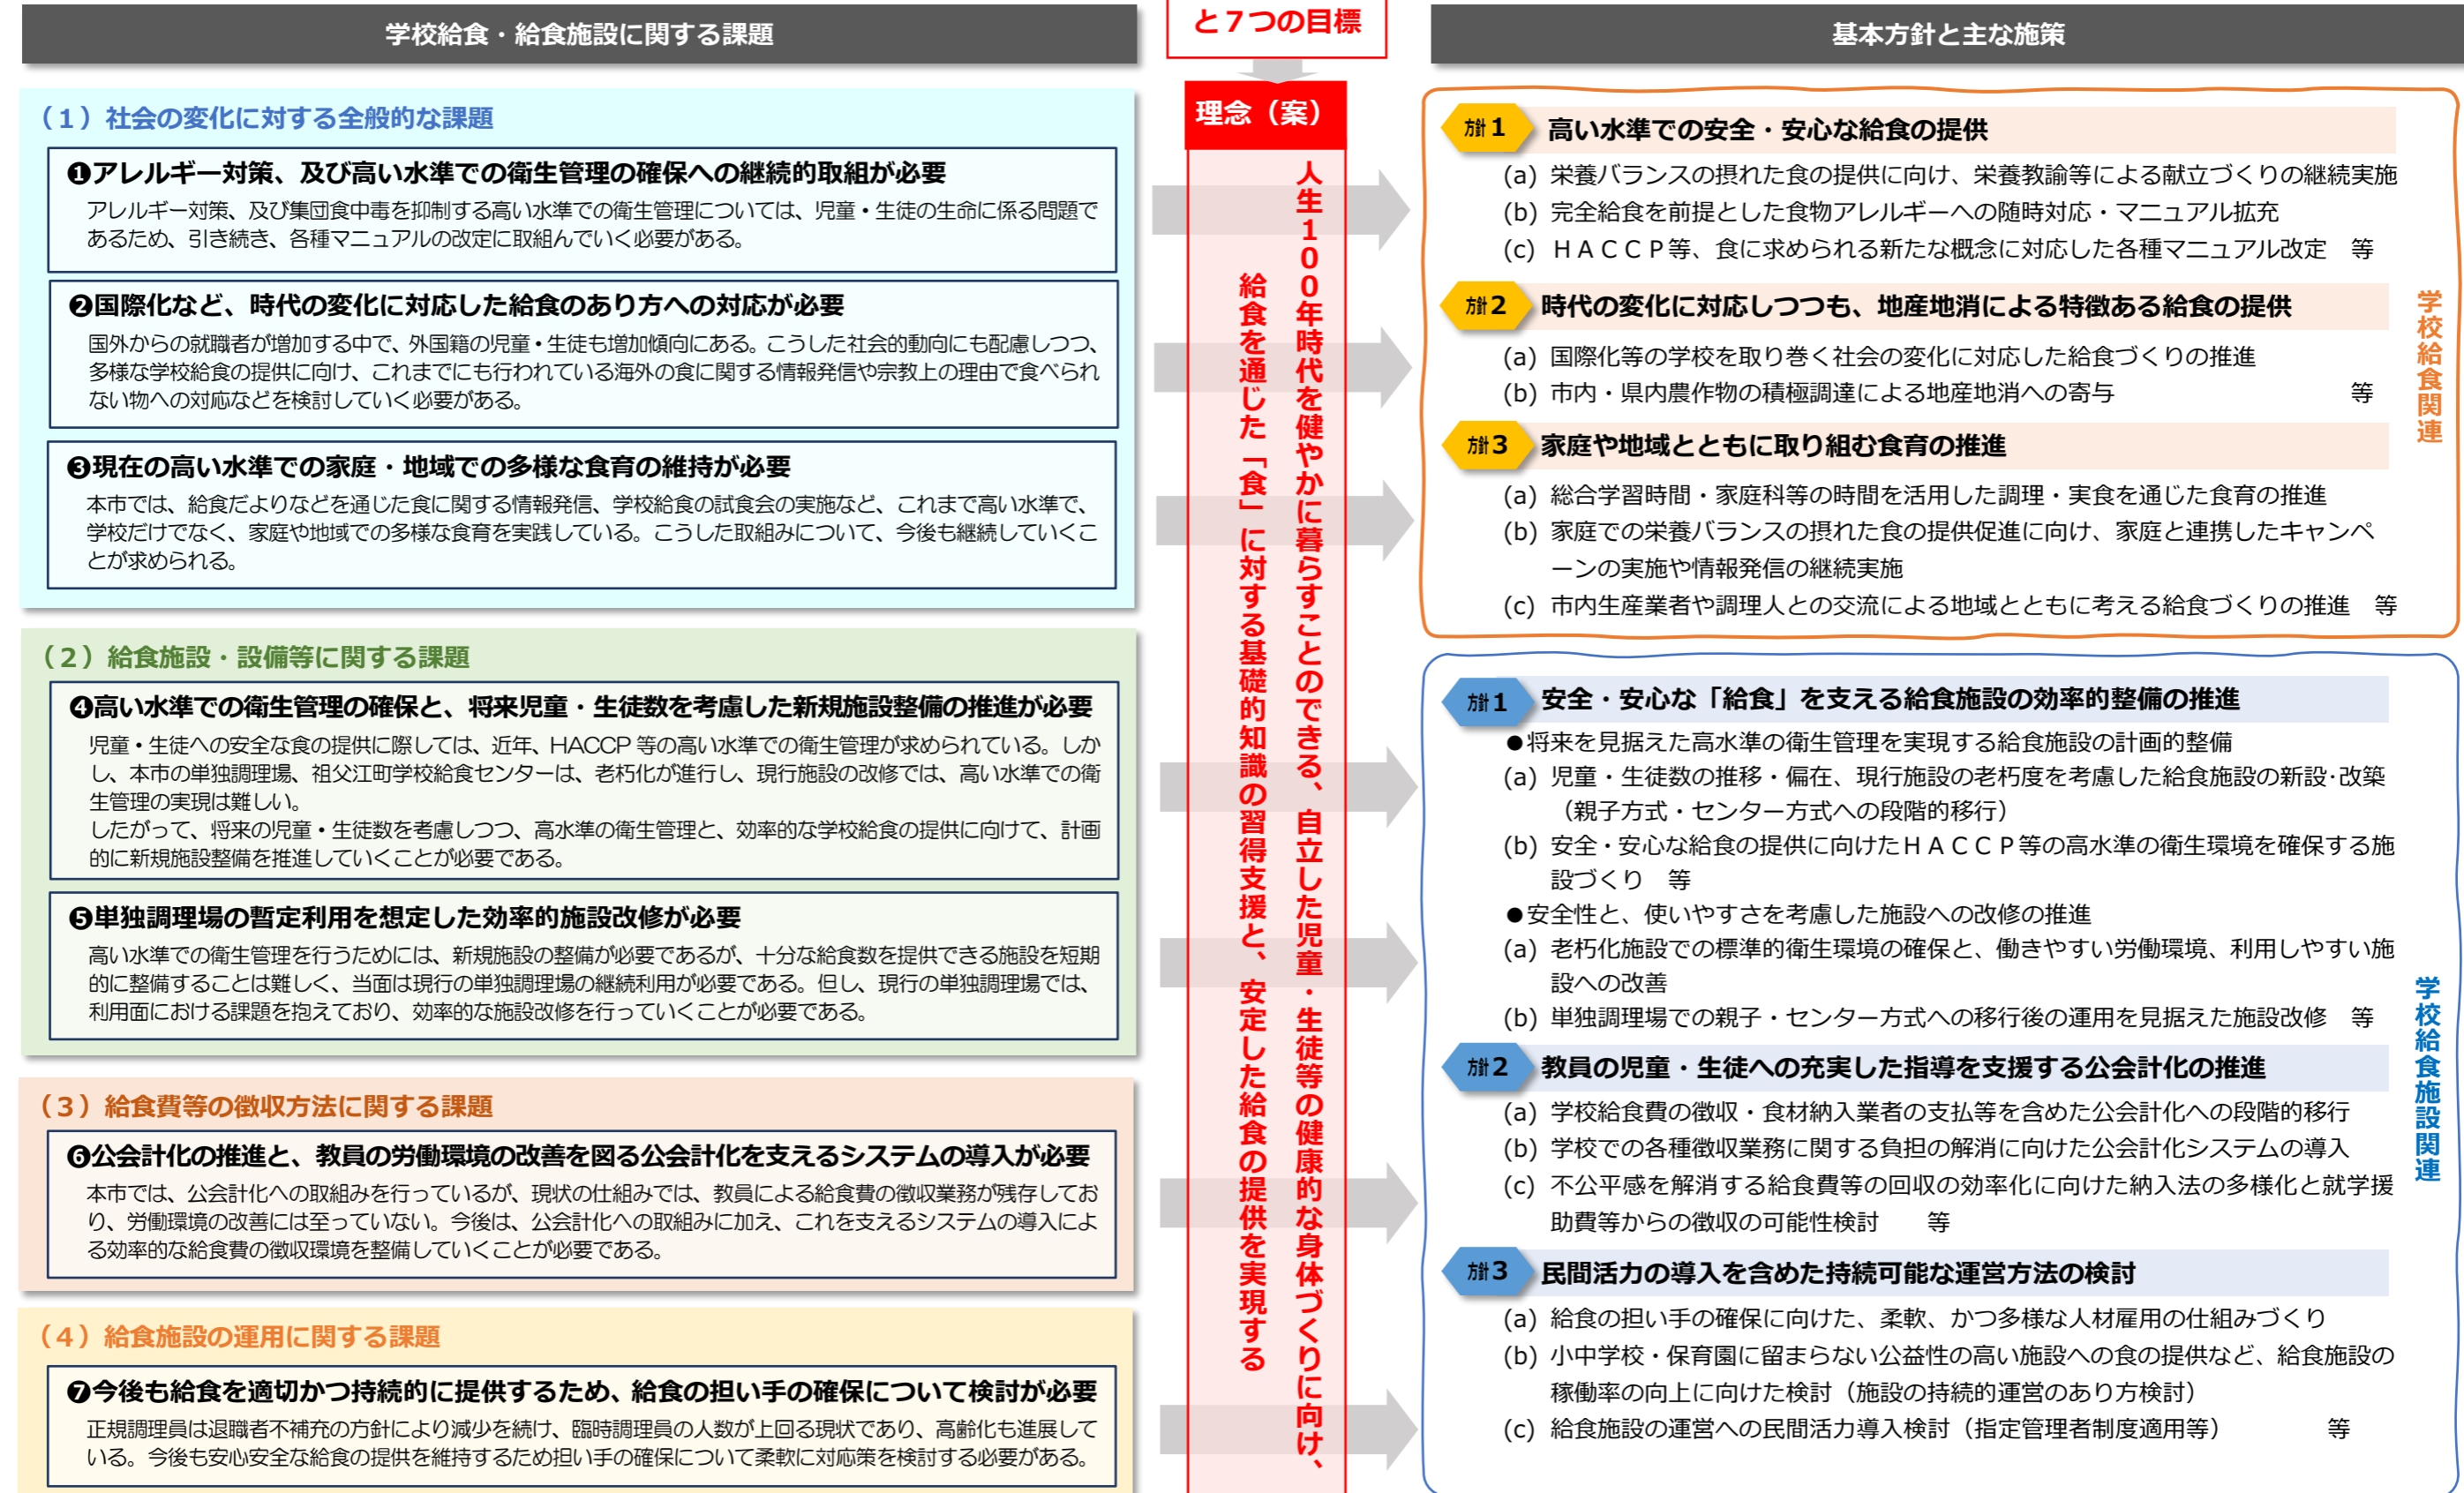 学校給食・給食施設に関する課題
（１）社会の変化に対する全般的な課題
❶アレルギー対策、及び高い水準での衛生管理の確保への継続的取組が必要
アレルギー対策、及び集団食中毒を抑制する高い水準での衛生管理については、児童・生徒の生命に係る問題で
あるため、引き続き、各種マニュアルの改定に取組んでいく必要がある。
❷国際化など、時代の変化に対応した給食のあり方への対応が必要
国外からの就職者が増加する中で、外国籍の児童・生徒も増加傾向にある。こうした社会的動向にも配慮しつつ、
多様な学校給食の提供に向け、これまでにも行われている海外の食に関する情報発信や宗教上の理由で食べられ
ない物への対応などを検討していく必要がある。
❸現在の高い水準での家庭・地域での多様な食育の維持が必要
本市では、給食だよりなどを通じた食に関する情報発信、学校給食の試食会の実施など、これまで高い水準で、
学校だけでなく、家庭や地域での多様な食育を実践している。こうした取組みについて、今後も継続していくこ
とが求められる。
（２）給食施設・設備等に関する課題
❹高い水準での衛生管理の確保と、将来児童・生徒数を考慮した新規施設整備の推進が必要
児童・生徒への安全な食の提供に際しては、近年、HACCP 等の高い水準での衛生管理が求められている。しか
し、本市の単独調理場、祖父江町学校給食センターは、老朽化が進行し、現行施設の改修では、高い水準での衛
生管理の実現は難しい。
したがって、将来の児童・生徒数を考慮しつつ、高水準の衛生管理と、効率的な学校給食の提供に向けて、計画
的に新規施設整備を推進していくことが必要である。
❺単独調理場の暫定利用を想定した効率的施設改修が必要
高い水準での衛生管理を行うためには、新規施設の整備が必要であるが、十分な給食数を提供できる施設を短期
的に整備することは難しく、当面は現行の単独調理場の継続利用が必要である。但し、現行の単独調理場では、
利用面における課題を抱えており、効率的な施設改修を行っていくことが必要である。
（３）給食費等の徴収方法に関する課題
❻公会計化の推進と、教員の労働環境の改善を図る公会計化を支えるシステムの導入が必要
本市では、公会計化への取組みを行っているが、現状の仕組みでは、教員による給食費の徴収業務が残存してお
り、労働環境の改善には至っていない。今後は、公会計化への取組みに加え、これを支えるシステムの導入によ
る効率的な給食費の徴収環境を整備していくことが必要である。
（４）給食施設の運用に関する課題
❼今後も給食を適切かつ持続的に提供するため、給食の担い手の確保について検討が必要
正規調理員は退職者不補充の方針により減少を続け、臨時調理員の人数が上回る現状であり、高齢化も進展して
いる。今後も安心安全な給食の提供を維持するため担い手の確保について柔軟に対応策を検討する必要がある。
と７つの目標
理念（案）
人生１００年時代を健やかに暮らすことのできる、自立した児童・生徒等の健康的な身体づくりに向け、
給食を通じた「食」に対する基礎的知識の習得支援と、安定した給食の提供を実現する
基本方針と主な施策
方針1 高い水準での安全・安心な給食の提供
(a) 栄養バランスの摂れた食の提供に向け、栄養教諭等による献立づくりの継続実施
(b) 完全給食を前提とした食物アレルギーへの随時対応・マニュアル拡充
(c) ＨＡＣＣＰ等、食に求められる新たな概念に対応した各種マニュアル改定　等
方針2 時代の変化に対応しつつも、地産地消による特徴ある給食の提供
(a) 国際化等の学校を取り巻く社会の変化に対応した給食づくりの推進
(b) 市内・県内農作物の積極調達による地産地消への寄与　等
方針3 家庭や地域とともに取り組む食育の推進
(a) 総合学習時間・家庭科等の時間を活用した調理・実食を通じた食育の推進
(b) 家庭での栄養バランスの摂れた食の提供促進に向け、家庭と連携したキャンペ
ーンの実施や情報発信の継続実施
(c) 市内生産業者や調理人との交流による地域とともに考える給食づくりの推進　等
学校給食関連
方針1 安全・安心な「給食」を支える給食施設の効率的整備の推進
●将来を見据えた高水準の衛生管理を実現する給食施設の計画的整備
(a) 児童・生徒数の推移・偏在、現行施設の老朽度を考慮した給食施設の新設･改築
（親子方式・センター方式への段階的移行）
(b) 安全・安心な給食の提供に向けたＨＡＣＣＰ等の高水準の衛生環境を確保する施
設づくり　等
●安全性と、使いやすさを考慮した施設への改修の推進
(a) 老朽化施設での標準的衛生環境の確保と、働きやすい労働環境、利用しやすい施
設への改善
(b) 単独調理場での親子・センター方式への移行後の運用を見据えた施設改修　等
方針2 教員の児童・生徒への充実した指導を支援する公会計化の推進
(a) 学校給食費の徴収・食材納入業者の支払等を含めた公会計化への段階的移行
(b) 学校での各種徴収業務に関する負担の解消に向けた公会計化システムの導入
(c) 不公平感を解消する給食費等の回収の効率化に向けた納入法の多様化と就学援
助費等からの徴収の可能性検討　等
方針3 民間活力の導入を含めた持続可能な運営方法の検討
(a) 給食の担い手の確保に向けた、柔軟、かつ多様な人材雇用の仕組みづくり
(b) 小中学校・保育園に留まらない公益性の高い施設への食の提供など、給食施設の
稼働率の向上に向けた検討（施設の持続的運営のあり方検討）
(c) 給食施設の運営への民間活力導入検討（指定管理者制度適用等）　等
学校給食施設関連